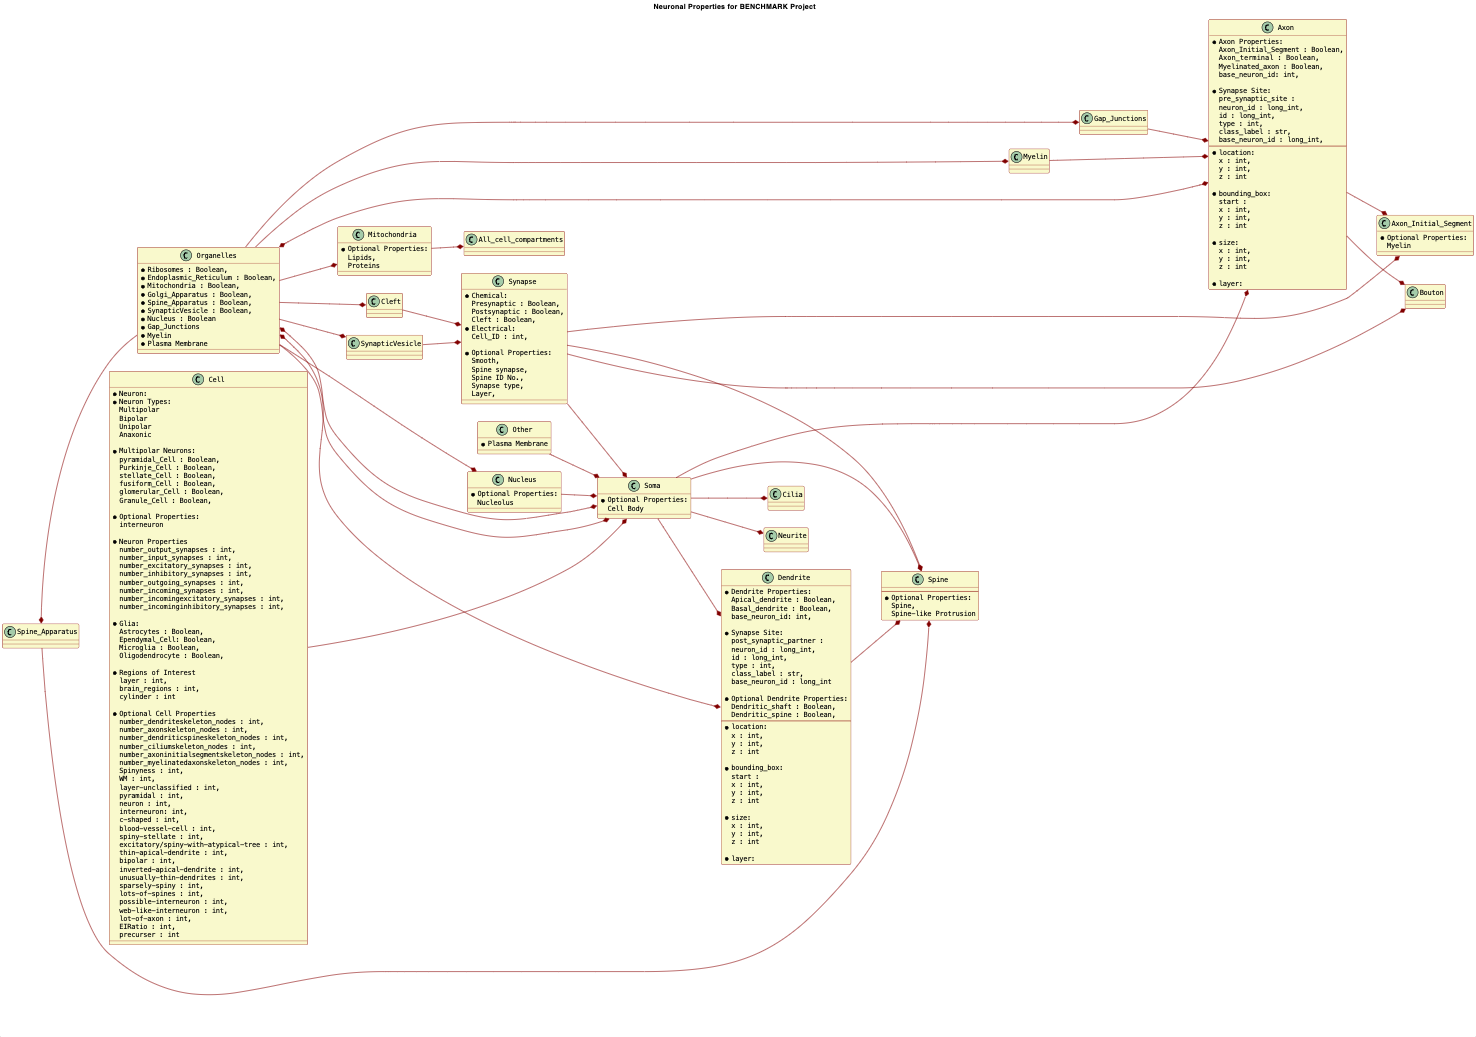 Neuronal Properties for BENCHMARK Project
C Axon
Axon Properties:
Axon_Initial_Segment : Boolean,
Axon_terminal : Boolean,
Myelinated_axon : Boolean,
base_neuron_id: int,
Synapse Site:
pre_synaptic_site :
neuron_id : long_int,
id : long_int,
type : int,
class_label : str,
base_neuron_id : long_int,
location:
x : int,
y : int,
z : int
bounding_box:
start :
x : int,
y : int,
z : int
size:
x : int,
y : int,
z : int
layer:
C Gap_Junctions
C Myelin
C Axon_Initial_Segment
Optional Properties:
Myelin
C Bouton
C Organelles
Ribosomes : Boolean,
Endoplasmic_Reticulum : Boolean,
Mitochondria : Boolean,
Golgi_Apparatus : Boolean,
Spine_Apparatus : Boolean,
SynapticVesicle : Boolean,
Nucleus : Boolean
Gap_Junctions
Myelin
Plasma Membrane
C Mitochondria
Optional Properties:
Lipids,
Proteins
C All_cell_compartments
C Cleft
C SynapticVesicle
C Synapse
Chemical:
Presynaptic : Boolean,
Postsynaptic : Boolean,
Cleft : Boolean,
Electrical:
Cell_ID : int,
Optional Properties:
Smooth,
Spine synapse,
Spine ID No.,
Synapse type,
Layer,
C Cell
Neuron:
Neuron Types:
Multipolar
Bipolar
Unipolar
Anaxonic
Multipolar Neurons:
pyramidal_Cell : Boolean,
Purkinje_Cell : Boolean,
stellate_Cell : Boolean,
fusiform_Cell : Boolean,
glomerular_Cell : Boolean,
Granule_Cell : Boolean,
Optional Properties:
interneuron
Neuron Properties
number_output_synapses : int,
number_input_synapses : int,
number_excitatory_synapses : int,
number_inhibitory_synapses : int,
number_outgoing_synapses : int,
number_incoming_synapses : int,
number_incomingexcitatory_synapses : int,
number_incominginhibitory_synapses : int,
Glia:
Astrocytes : Boolean,
Ependymal_Cell: Boolean,
Microglia : Boolean,
Oligodendrocyte : Boolean,
Regions of Interest
layer : int,
brain_regions : int,
cylinder : int
Optional Cell Properties
number_dendriteskeleton_nodes : int,
number_axonskeleton_nodes : int,
number_dendriticspineskeleton_nodes : int,
number_ciliumskeleton_nodes : int,
number_axoninitialsegmentskeleton_nodes : int,
number_myelinatedaxonskeleton_nodes : int,
Spinyness : int,
WM : int,
layer-unclassified : int,
pyramidal : int,
neuron : int,
interneuron: int,
c-shaped : int,
blood-vessel-cell : int,
spiny-stellate : int,
excitatory/spiny-with-atypical-tree : int,
thin-apical-dendrite : int,
bipolar : int,
inverted-apical-dendrite : int,
unusually-thin-dendrites : int,
sparsely-spiny : int,
lots-of-spines : int,
possible-interneuron : int,
web-like-interneuron : int,
lot-of-axon : int,
EIRatio : int,
precurser : int
C Other
Plasma Membrane
C Nucleus
Optional Properties:
Nucleolus
C Soma
Optional Properties:
Cell Body
C Cilia
C Neurite
C Dendrite
Dendrite Properties:
Apical_dendrite : Boolean,
Basal_dendrite : Boolean,
base_neuron_id: int,
Synapse Site:
post_synaptic_partner :
neuron_id : long_int,
id : long_int,
type : int,
class_label : str,
base_neuron_id : long_int
Optional Dendrite Properties:
Dendritic_shaft : Boolean,
Dendritic_spine : Boolean,
location:
x : int,
y : int,
z : int
bounding_box:
start :
x : int,
y : int,
z : int
size:
x : int,
y : int,
z : int
layer:
C Spine
Optional Properties:
Spine,
Spine-like Protrusion
C Spine_Apparatus